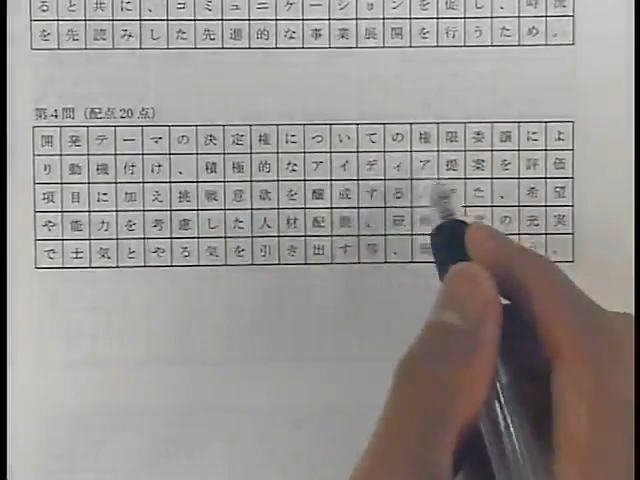 ると共に、コミュニケーションを促し、時流
を先読みした先進的な事業展開を行うため。
第4問（配点20点）
開発テーマの決定権についての権限委譲によ
り動機付け、積極的なアイディア提案を評価
項目に加え挑戦意欲を醸成する た、希望
や能力を考慮した人材配置、研 の充実
で士気とやる気を引き出す等、